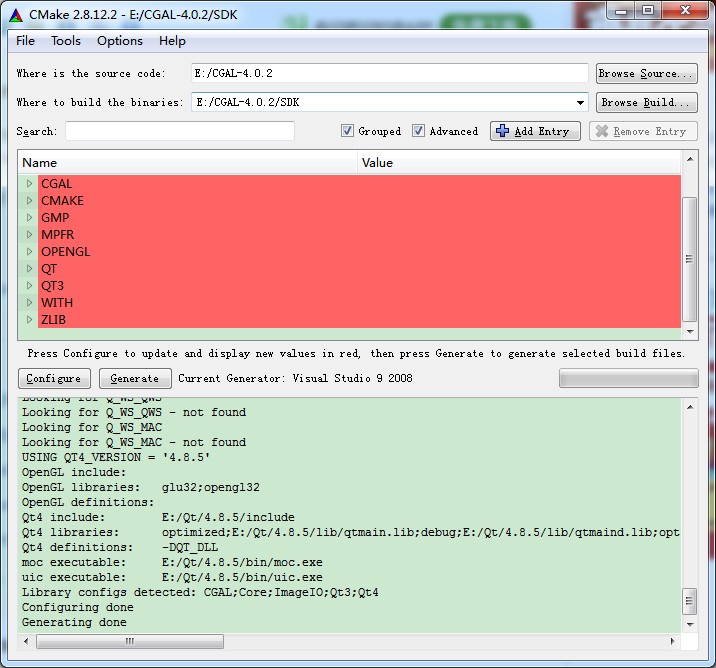 CMake 2.8.12.2 - E:/CGAL-4.0.2/SDK
File Tools Options Help
Where is the source code: E:/CGAL-4.0.2 Browse Source...
Where to build the binaries: E:/CGAL-4.0.2/SDK Browse Build...
Search: Grouped Advanced Add Entry Remove Entry
Name Value
CGAL
CMAKE
GMP
MPFR
OPENGL
QT
QT3
WITH
ZLIB
Press Configure to update and display new values in red, then press Generate to generate selected build files.
Configure Generate Current Generator: Visual Studio 9 2008
Looking for Q_WS_QWS
Looking for Q_WS_QWS - not found
Looking for Q_WS_MAC
Looking for Q_WS_MAC - not found
USING QT4_VERSION = '4.8.5'
OpenGL include:
OpenGL libraries: glu32;opengl32
OpenGL definitions:
Qt4 include: E:/Qt/4.8.5/include
Qt4 libraries: optimized;E:/Qt/4.8.5/lib/qtmain.lib;debug;E:/Qt/4.8.5/lib/qtmaind.lib;opt
Qt4 definitions: -DQT_DLL
moc executable: E:/Qt/4.8.5/bin/moc.exe
uic executable: E:/Qt/4.8.5/bin/uic.exe
Library configs detected: CGAL;Core;ImageIO;Qt3;Qt4
Configuring done
Generating done